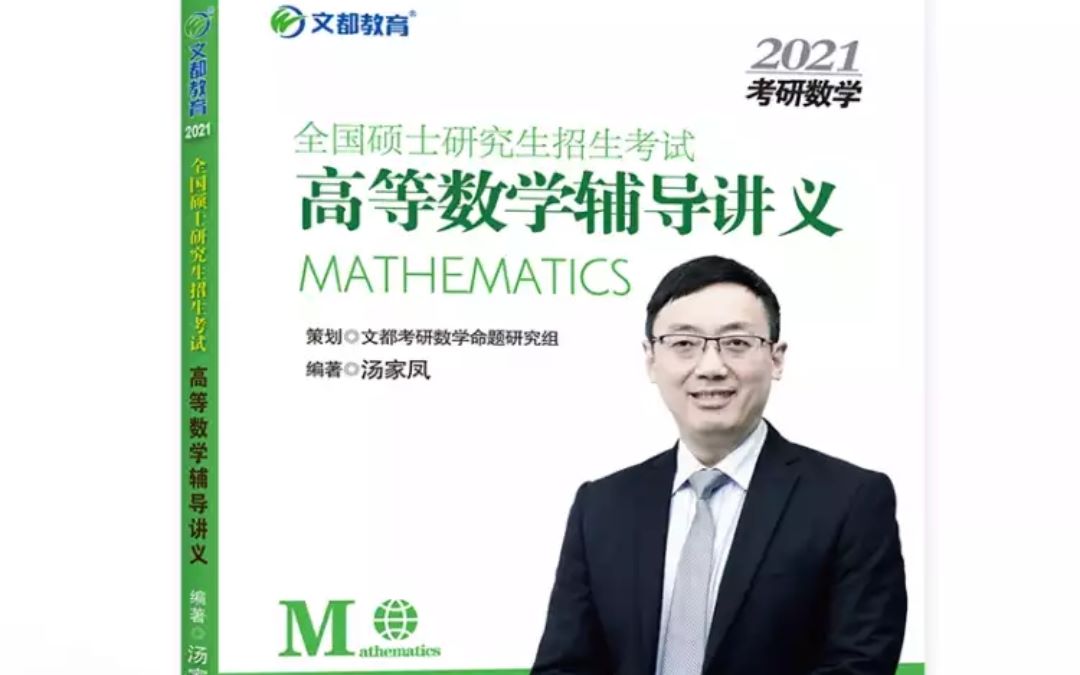 文都教育
2021
全国硕士研究生招生考试
高等数学辅导讲义
编著◎汤家
文都教育®
2021
考研数学
全国硕士研究生招生考试
高等数学辅导讲义
MATHEMATICS
策划◎文都考研数学命题研究组
编著◎汤家凤
Mathematics